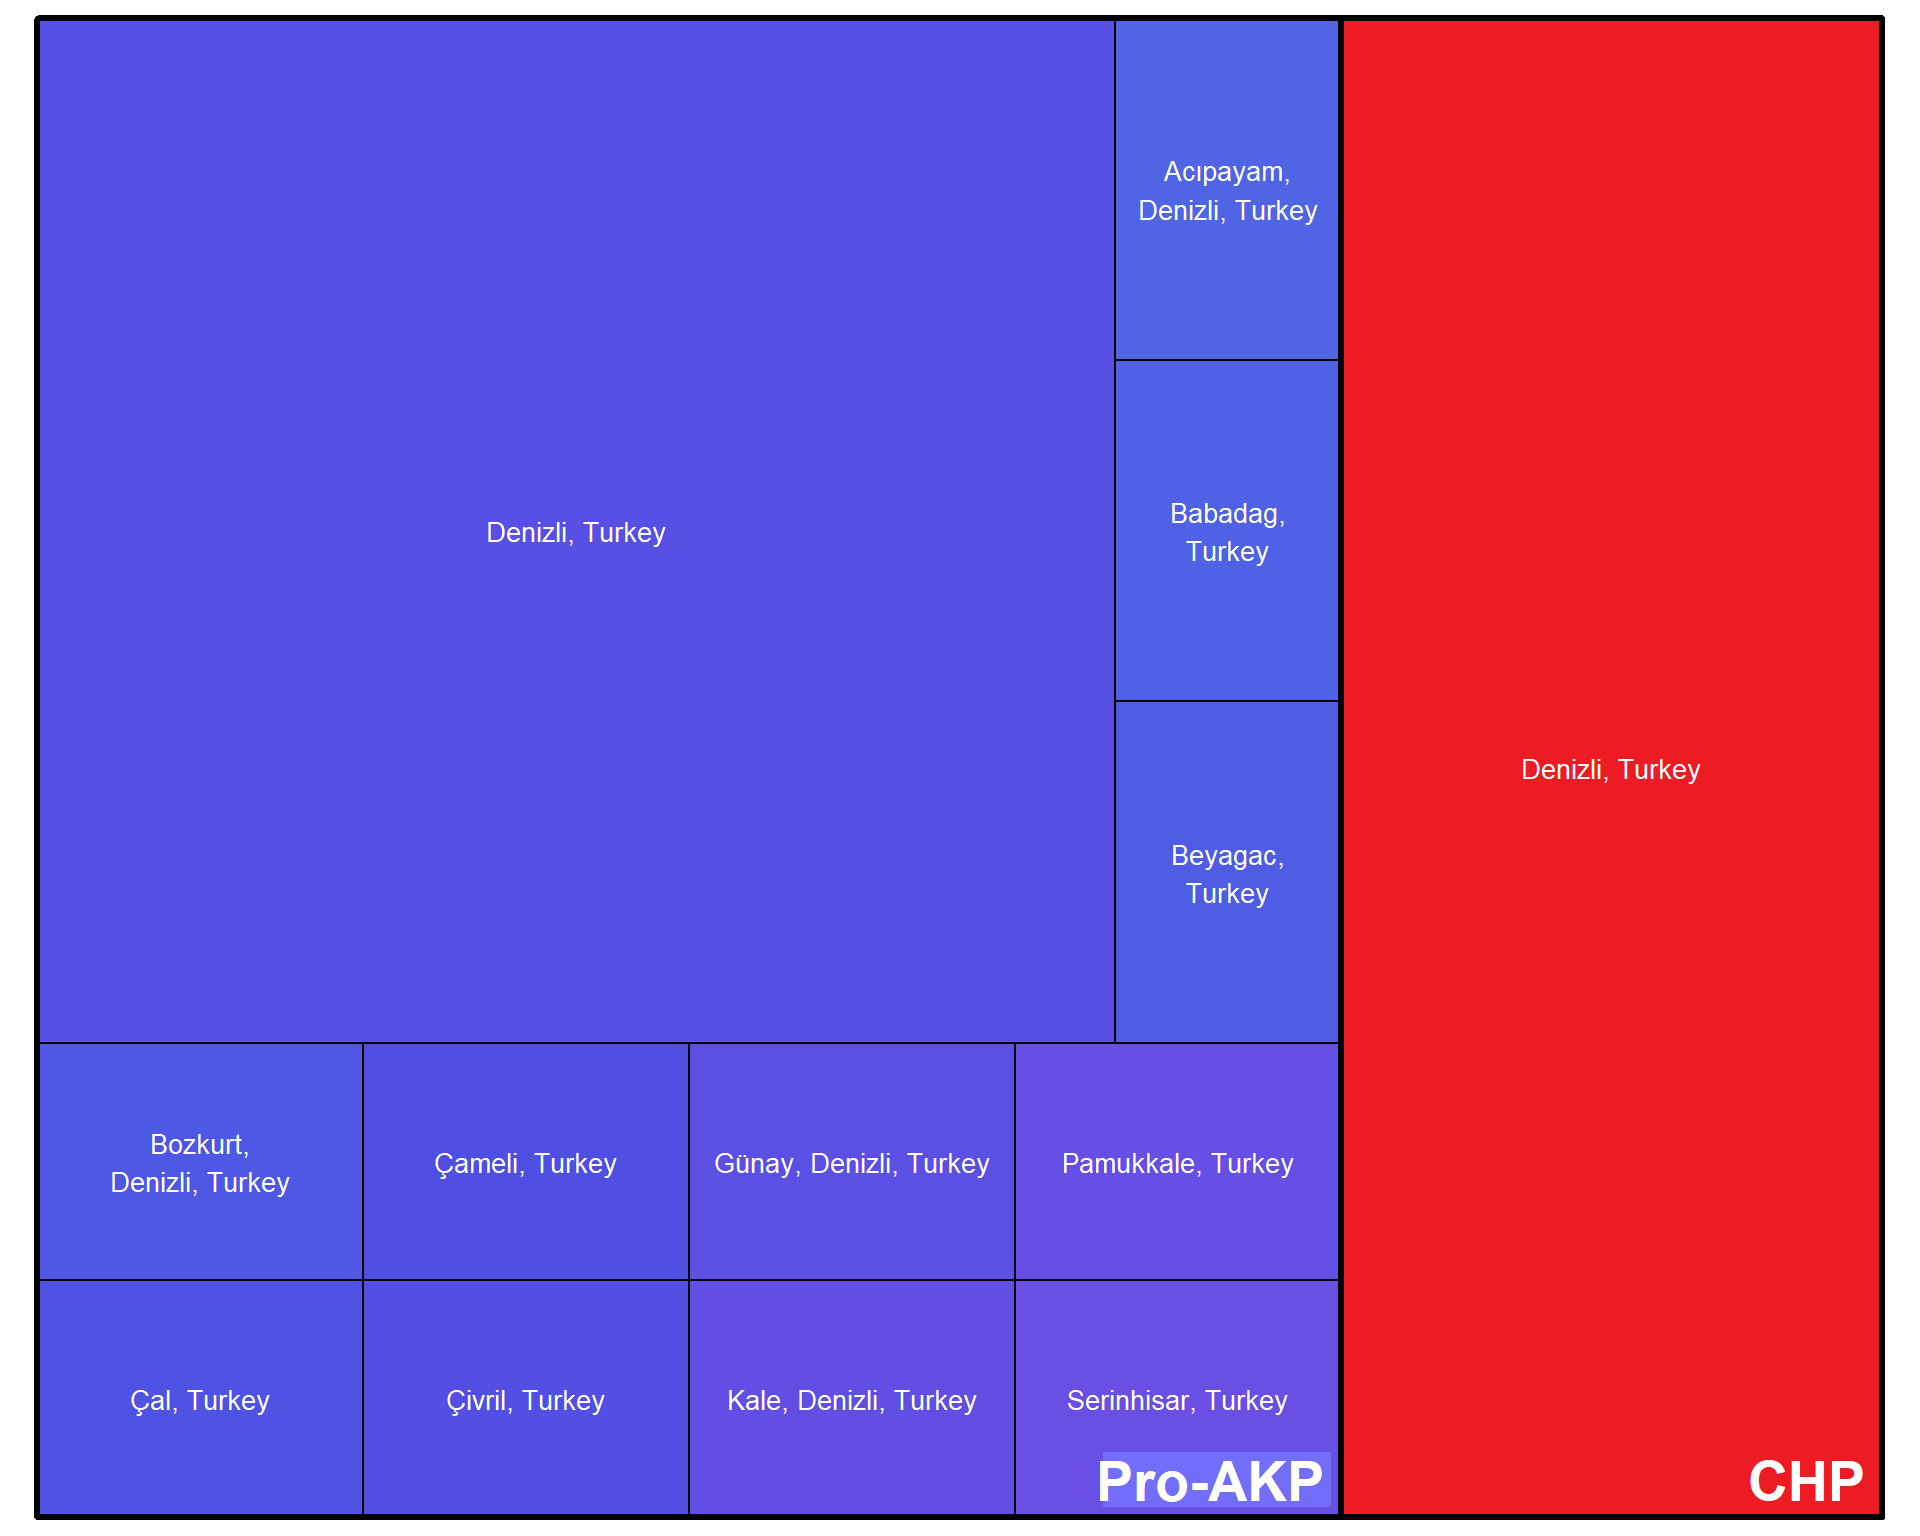 Denizli, Turkey
Acıpayam,
Denizli, Turkey
Babadag,
Turkey
Beyagac,
Turkey
Bozkurt,
Denizli, Turkey
Çameli, Turkey
Günay, Denizli, Turkey
Pamukkale, Turkey
Çal, Turkey
Çivril, Turkey
Kale, Denizli, Turkey
Serinhisar, Turkey
Pro-AKP
Denizli, Turkey
CHP